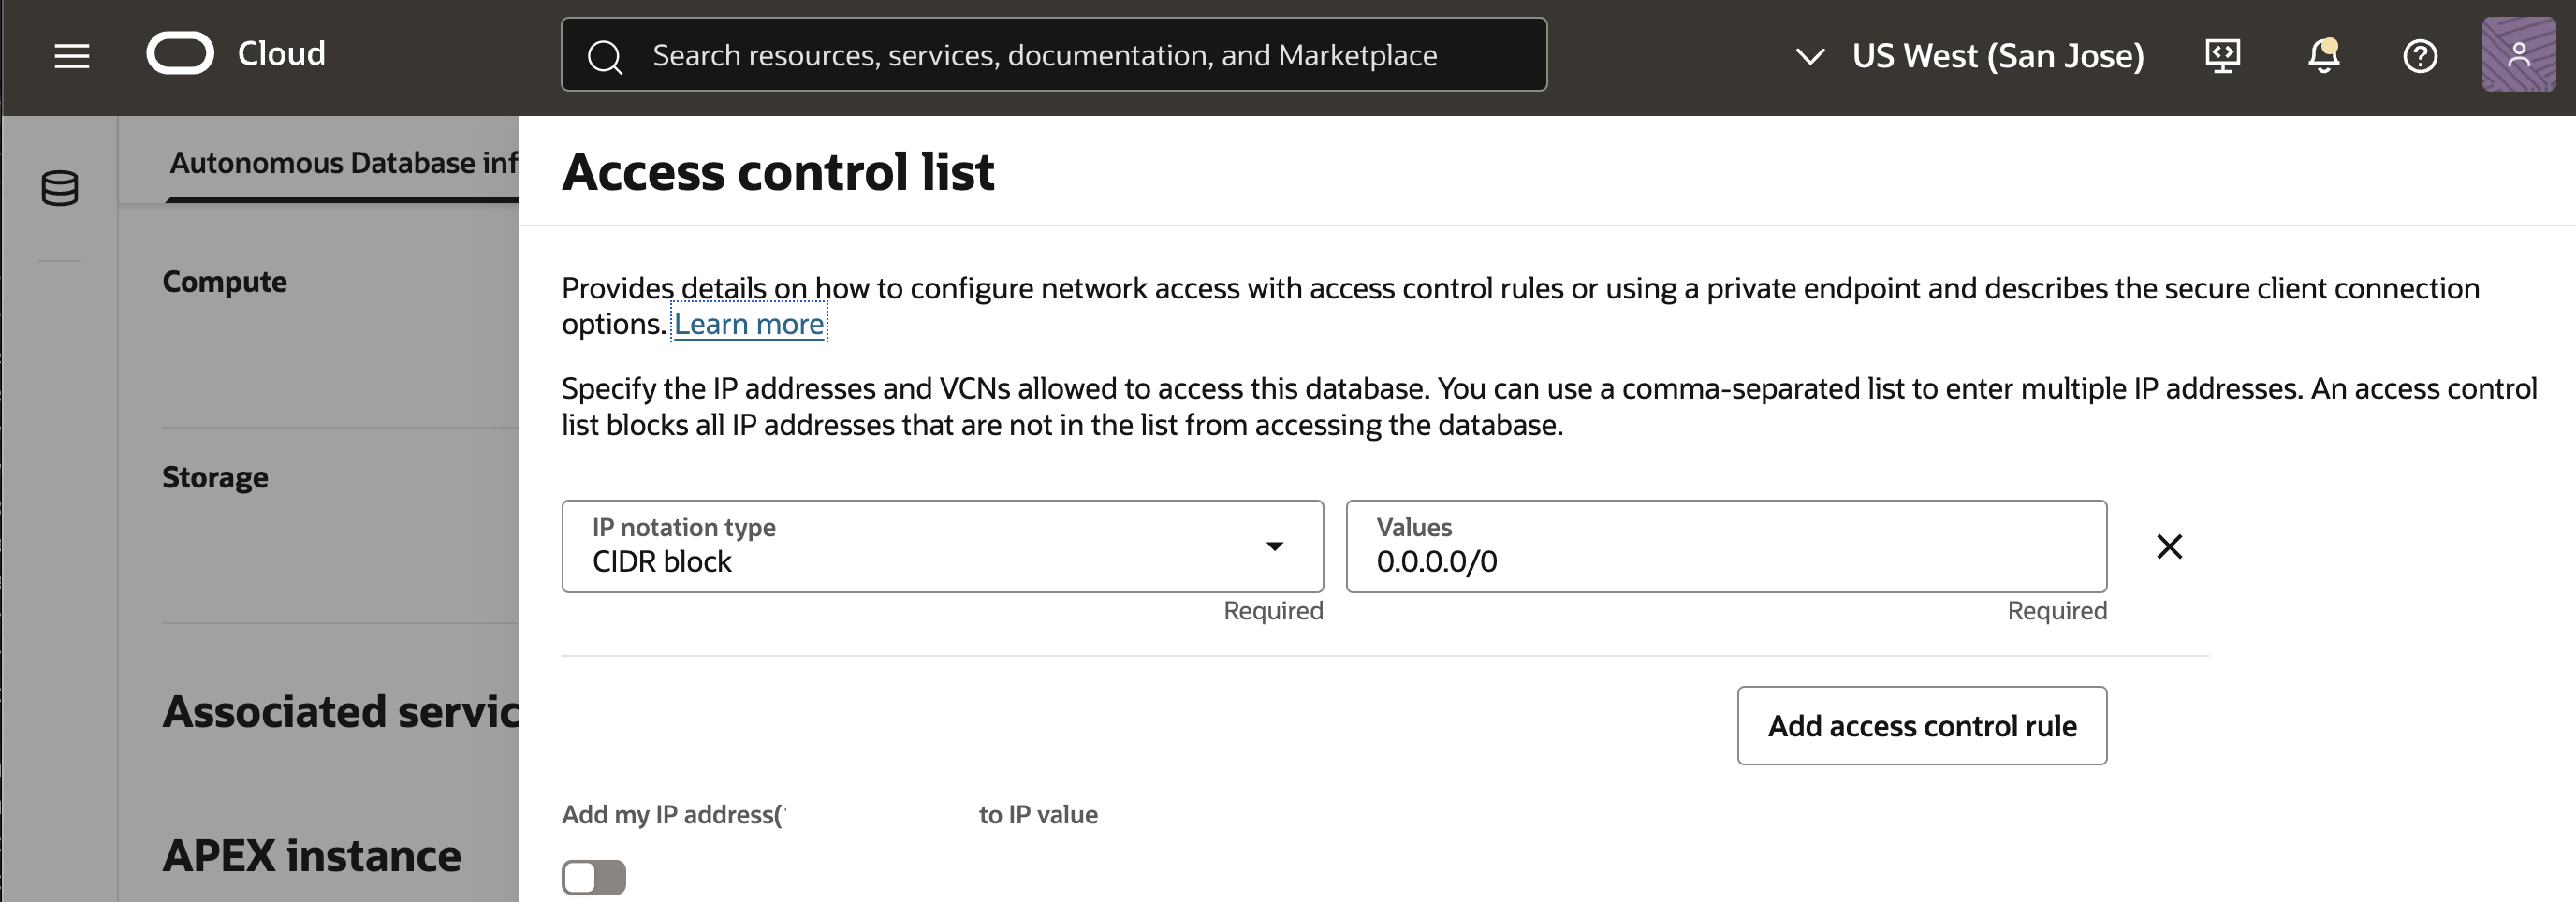 Cloud
Search resources, services, documentation, and Marketplace
US West (San Jose)
Autonomous Database inf
Compute
Storage
Associated servic
APEX instance
Access control list
Provides details on how to configure network access with access control rules or using a private endpoint and describes the secure client connection
options. Learn more
Specify the IP addresses and VCNs allowed to access this database. You can use a comma-separated list to enter multiple IP addresses. An access control
list blocks all IP addresses that are not in the list from accessing the database.
IP notation type
CIDR block
Required
Values
0.0.0.0/0
Required
Add access control rule
Add my IP address( to IP value